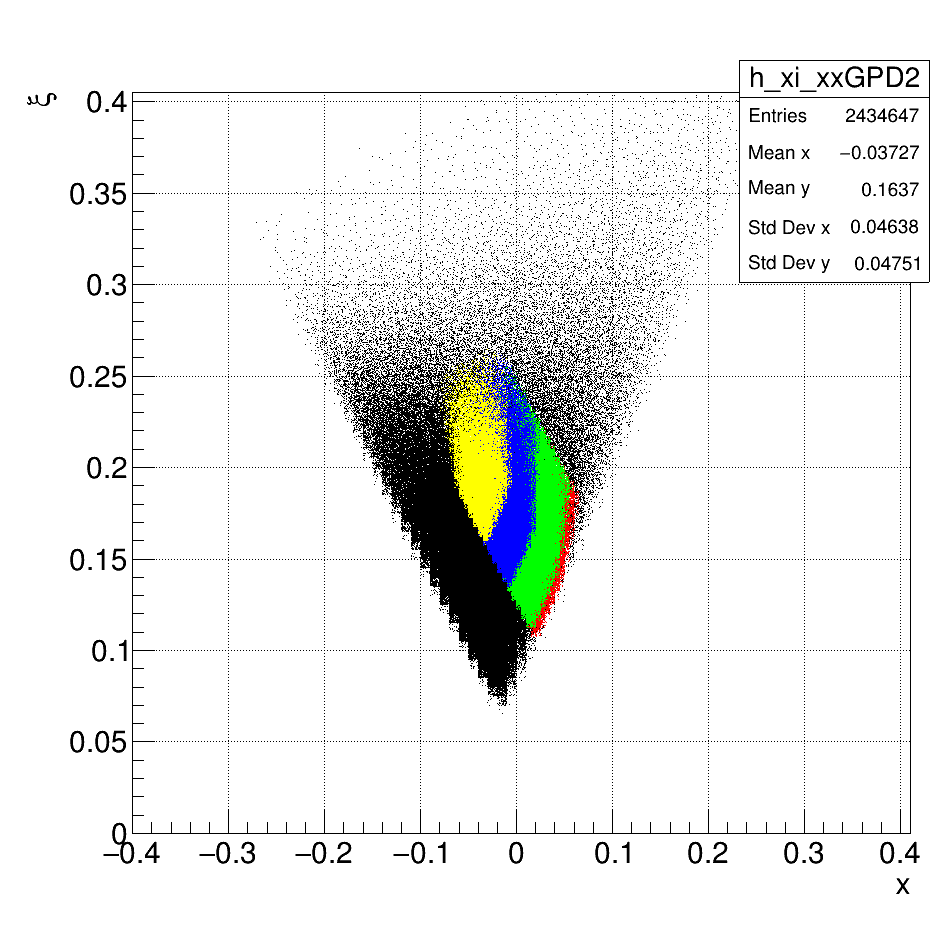 h_xi_xxGPD2
Entries 2434647
Mean x −0.03727
Mean y 0.1637
Std Dev x 0.04638
Std Dev y 0.04751
ξ
0.4
0.35
0.3
0.25
0.2
0.15
0.1
0.05
0
−0.4 −0.3 −0.2 −0.1 0 0.1 0.2 0.3 0.4
x